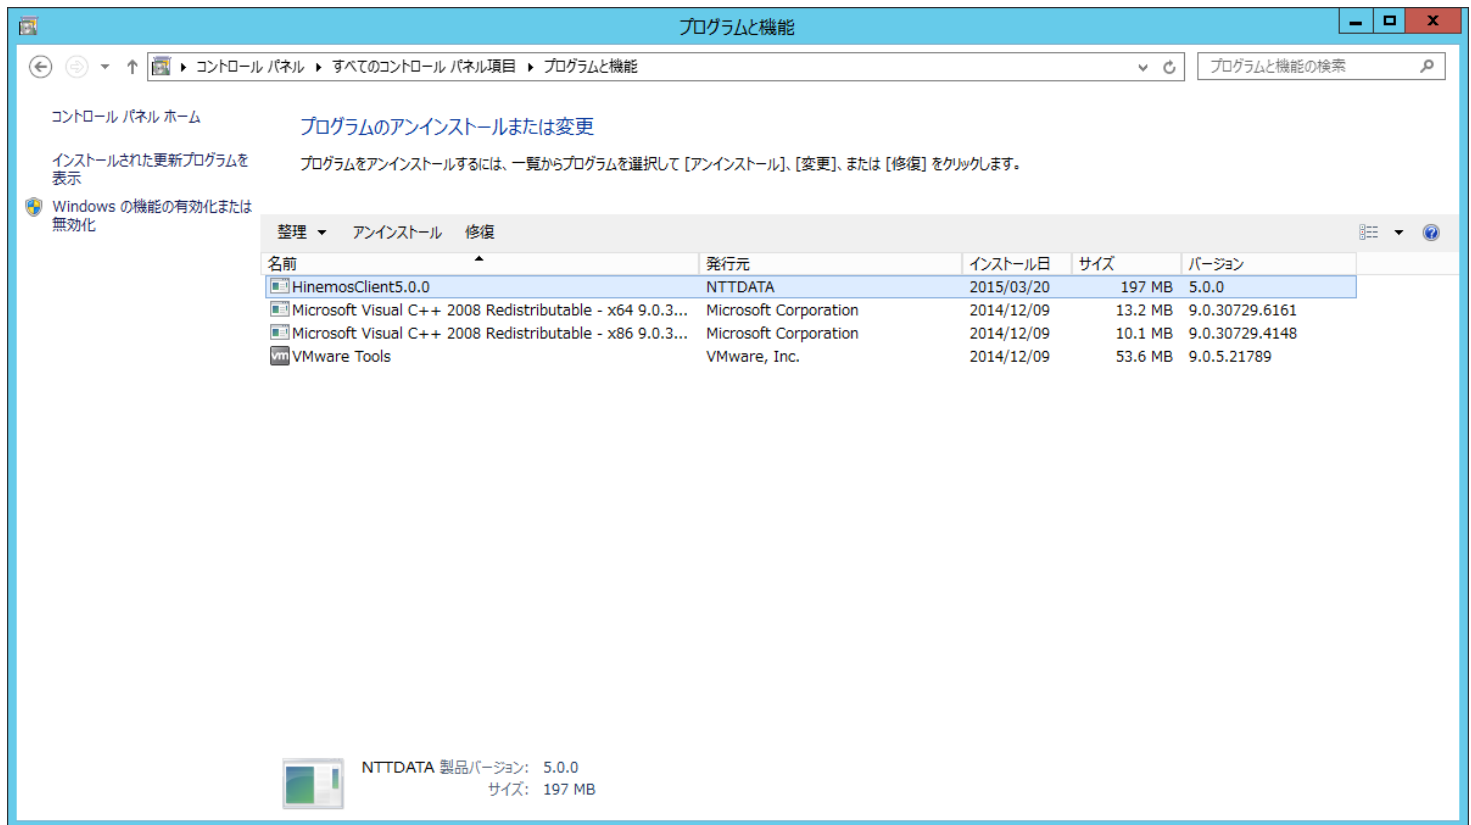 プログラムと機能
コントロール パネル すべてのコントロール パネル項目 プログラムと機能
プログラムと機能の検索
コントロール パネル ホーム
インストールされた更新プログラムを
表示
Windows の機能の有効化または
無効化
プログラムのアンインストールまたは変更
プログラムをアンインストールするには、一覧からプログラムを選択して [アンインストール]、[変更]、または [修復] をクリックします。
整理 アンインストール 修復
名前 発行元 インストール日 サイズ バージョン
HinemosClient5.0.0 NTTDATA 2015/03/20 197 MB 5.0.0
Microsoft Visual C++ 2008 Redistributable - x64 9.0.3... Microsoft Corporation 2014/12/09 13.2 MB 9.0.30729.6161
Microsoft Visual C++ 2008 Redistributable - x86 9.0.3... Microsoft Corporation 2014/12/09 10.1 MB 9.0.30729.4148
vm VMware Tools VMware, Inc. 2014/12/09 53.6 MB 9.0.5.21789
NTTDATA 製品バージョン: 5.0.0
サイズ: 197 MB